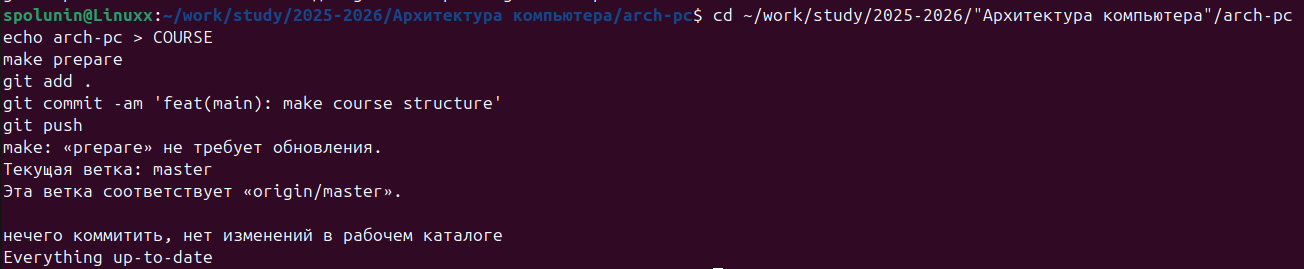 spolunin@Linuxx:~/work/study/2025-2026/Архитектура компьютера/arch-pc$ cd ~/work/study/2025-2026/"Архитектура компьютера"/arch-pc
echo arch-pc > COURSE
make prepare
git add .
git commit -am 'feat(main): make course structure'
git push
make: «prepare» не требует обновления.
Текущая ветка: master
Эта ветка соответствует «origin/master».
нечего коммитить, нет изменений в рабочем каталоге
Everything up-to-date